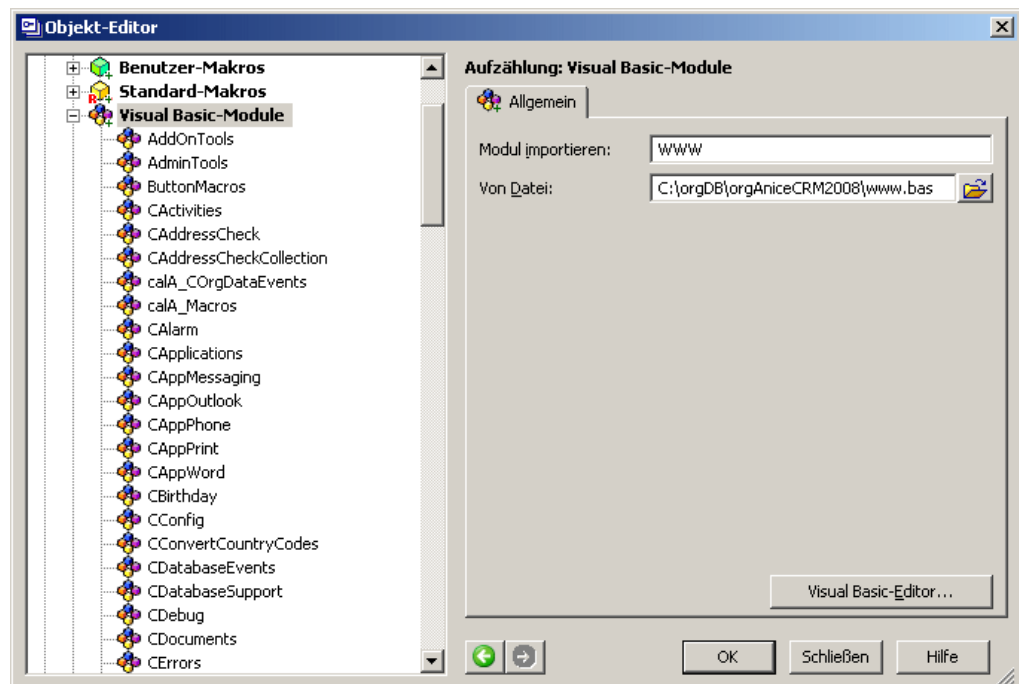 Objekt-Editor
Benutzer-Makros
Standard-Makros
Visual Basic-Module
AddOnTools
AdminTools
ButtonMacros
CActivities
CAddressCheck
CAddressCheckCollection
calA_COrgDataEvents
calA_Macros
CAlarm
CApplications
CAppMessaging
CAppOutlook
CAppPhone
CAppPrint
CAppWord
CBirthday
CConfig
CConvertCountryCodes
CDatabaseEvents
CDatabaseSupport
CDebug
CDocuments
CErrors
Aufzählung: Visual Basic-Module
Allgemein
Modul importieren: WWW
Von Datei: C:\orgDB\orgAniceCRM2008\www.bas
Visual Basic-Editor...
OK Schließen Hilfe